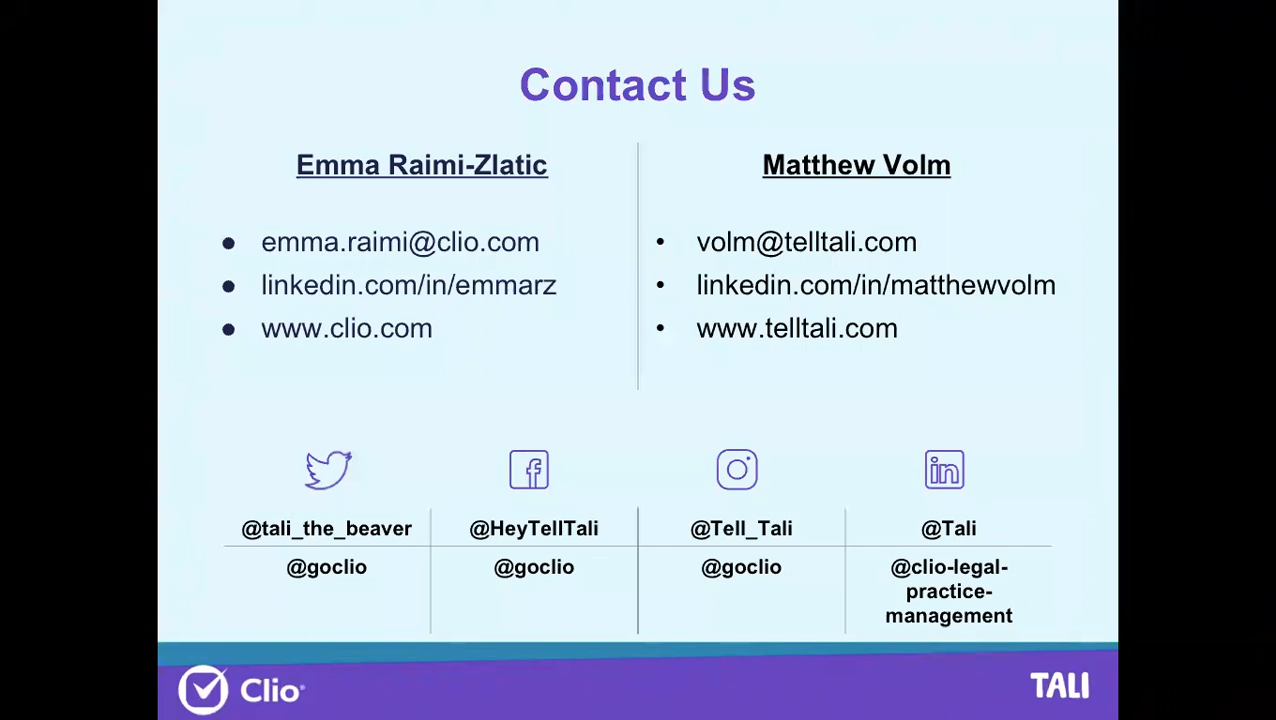 Contact Us
Emma Raimi-Zlatic
• emma.raimi@clio.com
• linkedin.com/in/emmarz
• www.clio.com
Matthew Volm
• volm@telltali.com
• linkedin.com/in/matthewvolm
• www.telltali.com
@tali_the_beaver
@HeyTellTali
@Tell_Tali
@Tali
@goclio
@goclio
@goclio
@clio-legal-
practice-
management
Clio®
TALI